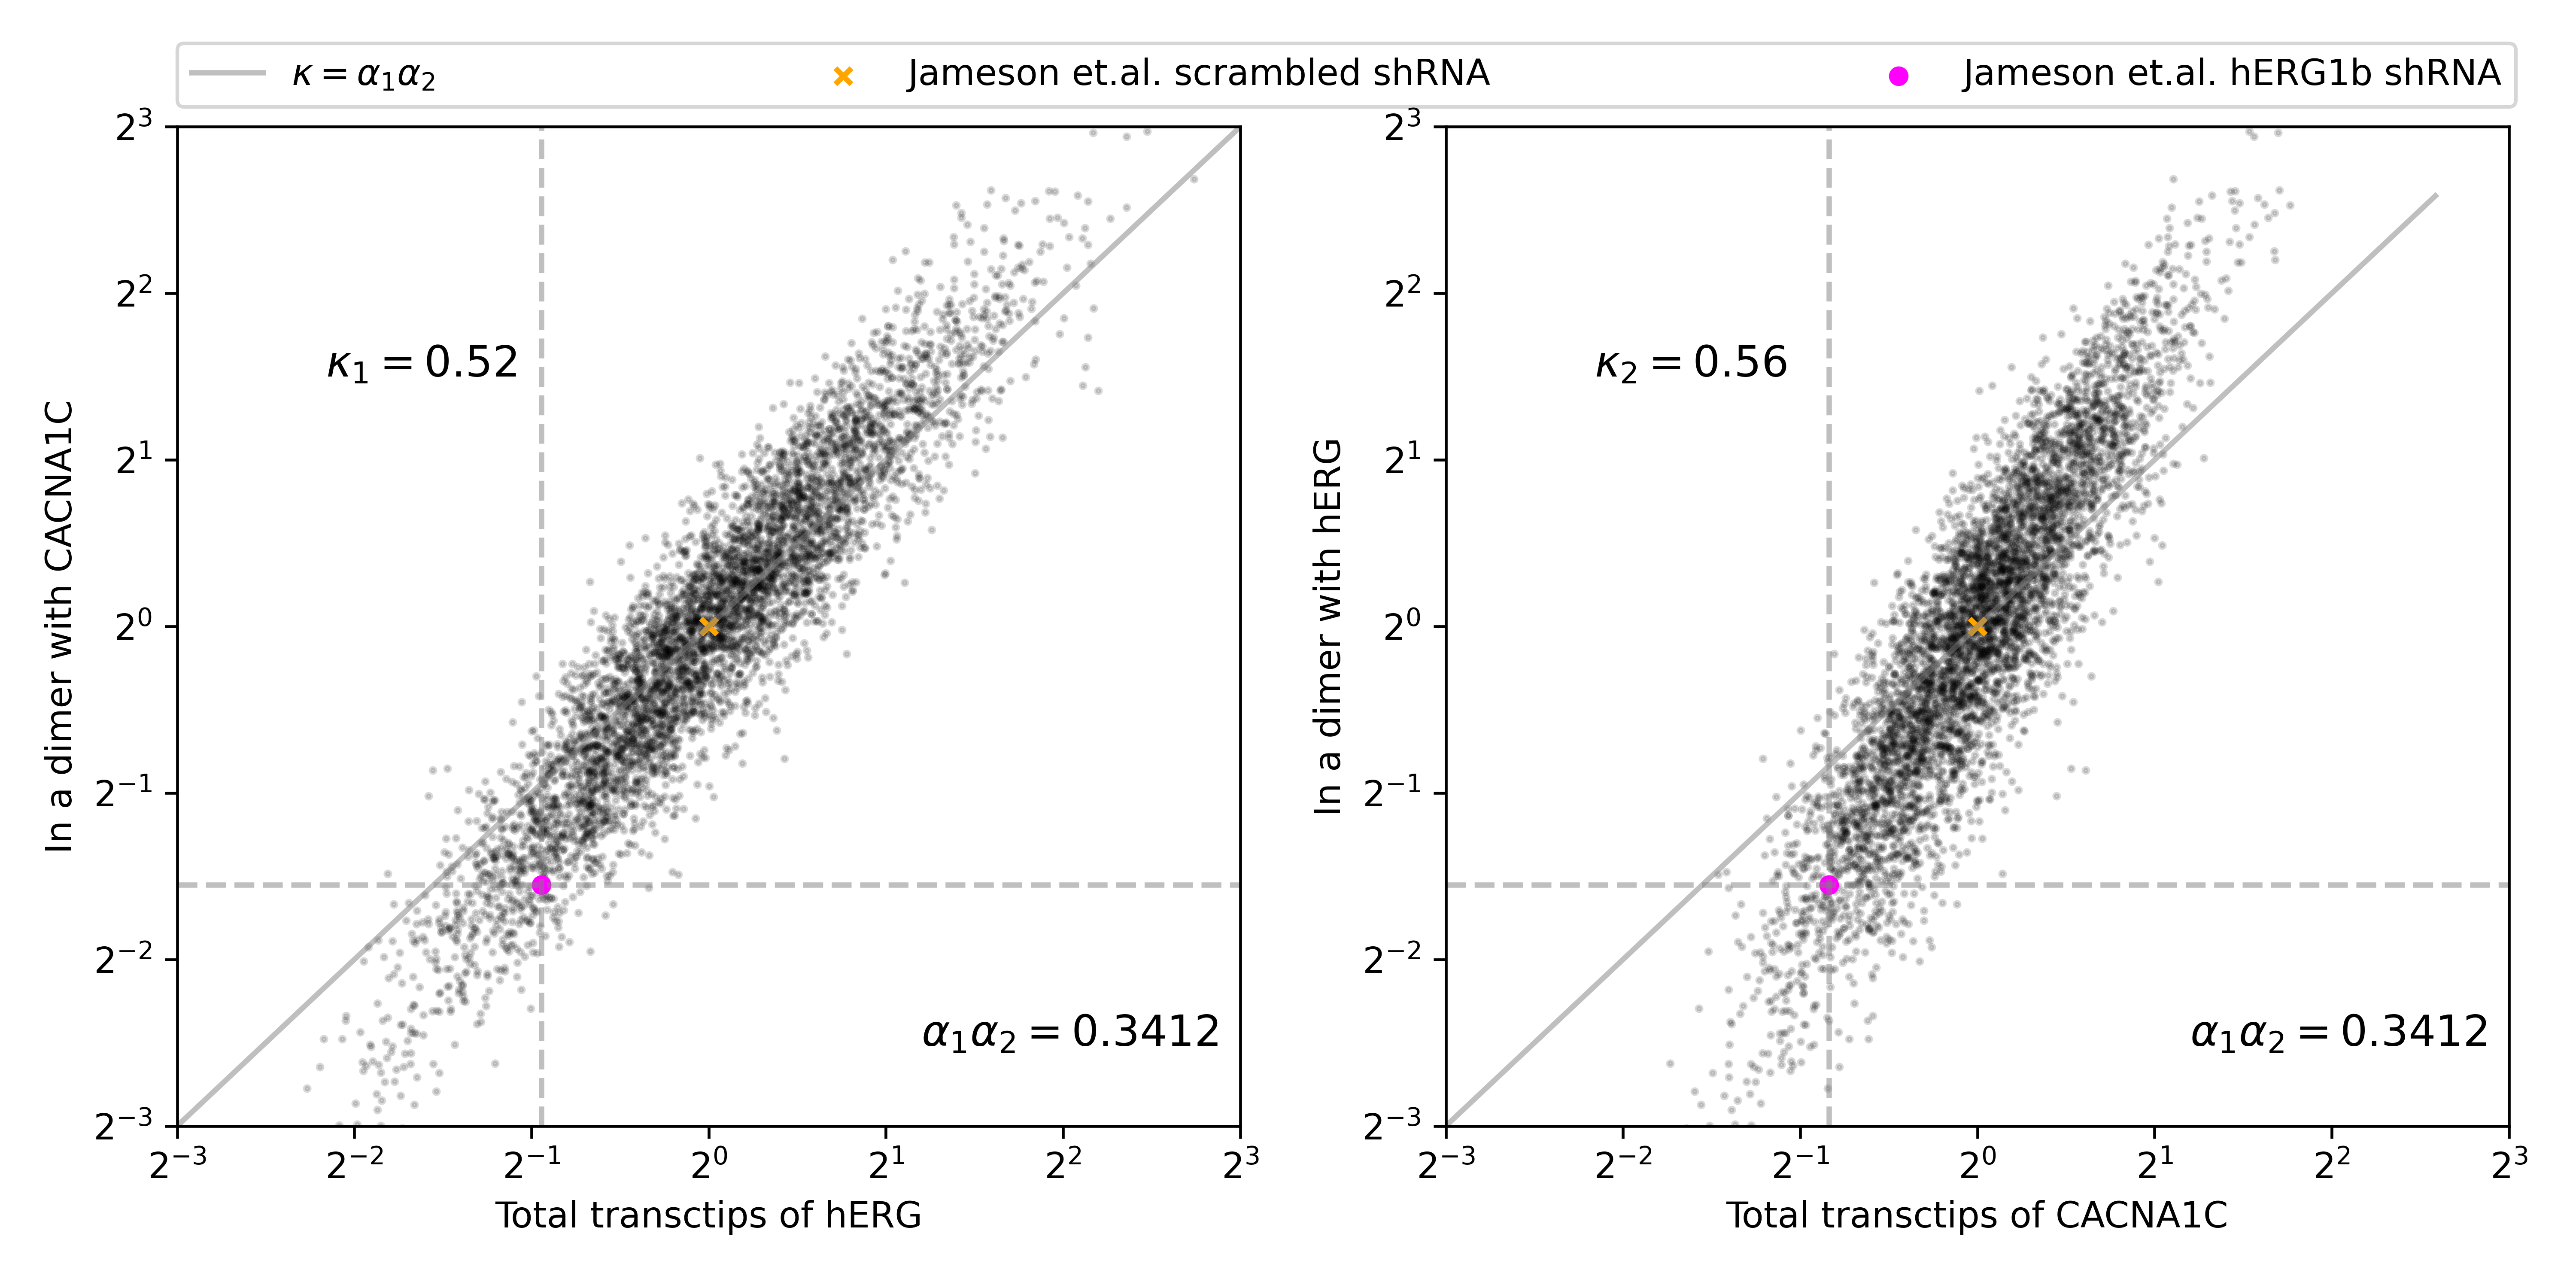 κ = α₁α₂
Jameson et.al. scrambled shRNA
Jameson et.al. hERG1b shRNA
2³
2²
2¹
2⁰
2⁻¹
2⁻²
2⁻³
In a dimer with CACNA1C
κ₁ = 0.52
α₁α₂ = 0.3412
2⁻³ 2⁻² 2⁻¹ 2⁰ 2¹ 2² 2³
Total transctips of hERG
2³
2²
2¹
2⁰
2⁻¹
2⁻²
2⁻³
In a dimer with hERG
κ₂ = 0.56
α₁α₂ = 0.3412
2⁻³ 2⁻² 2⁻¹ 2⁰ 2¹ 2² 2³
Total transctips of CACNA1C